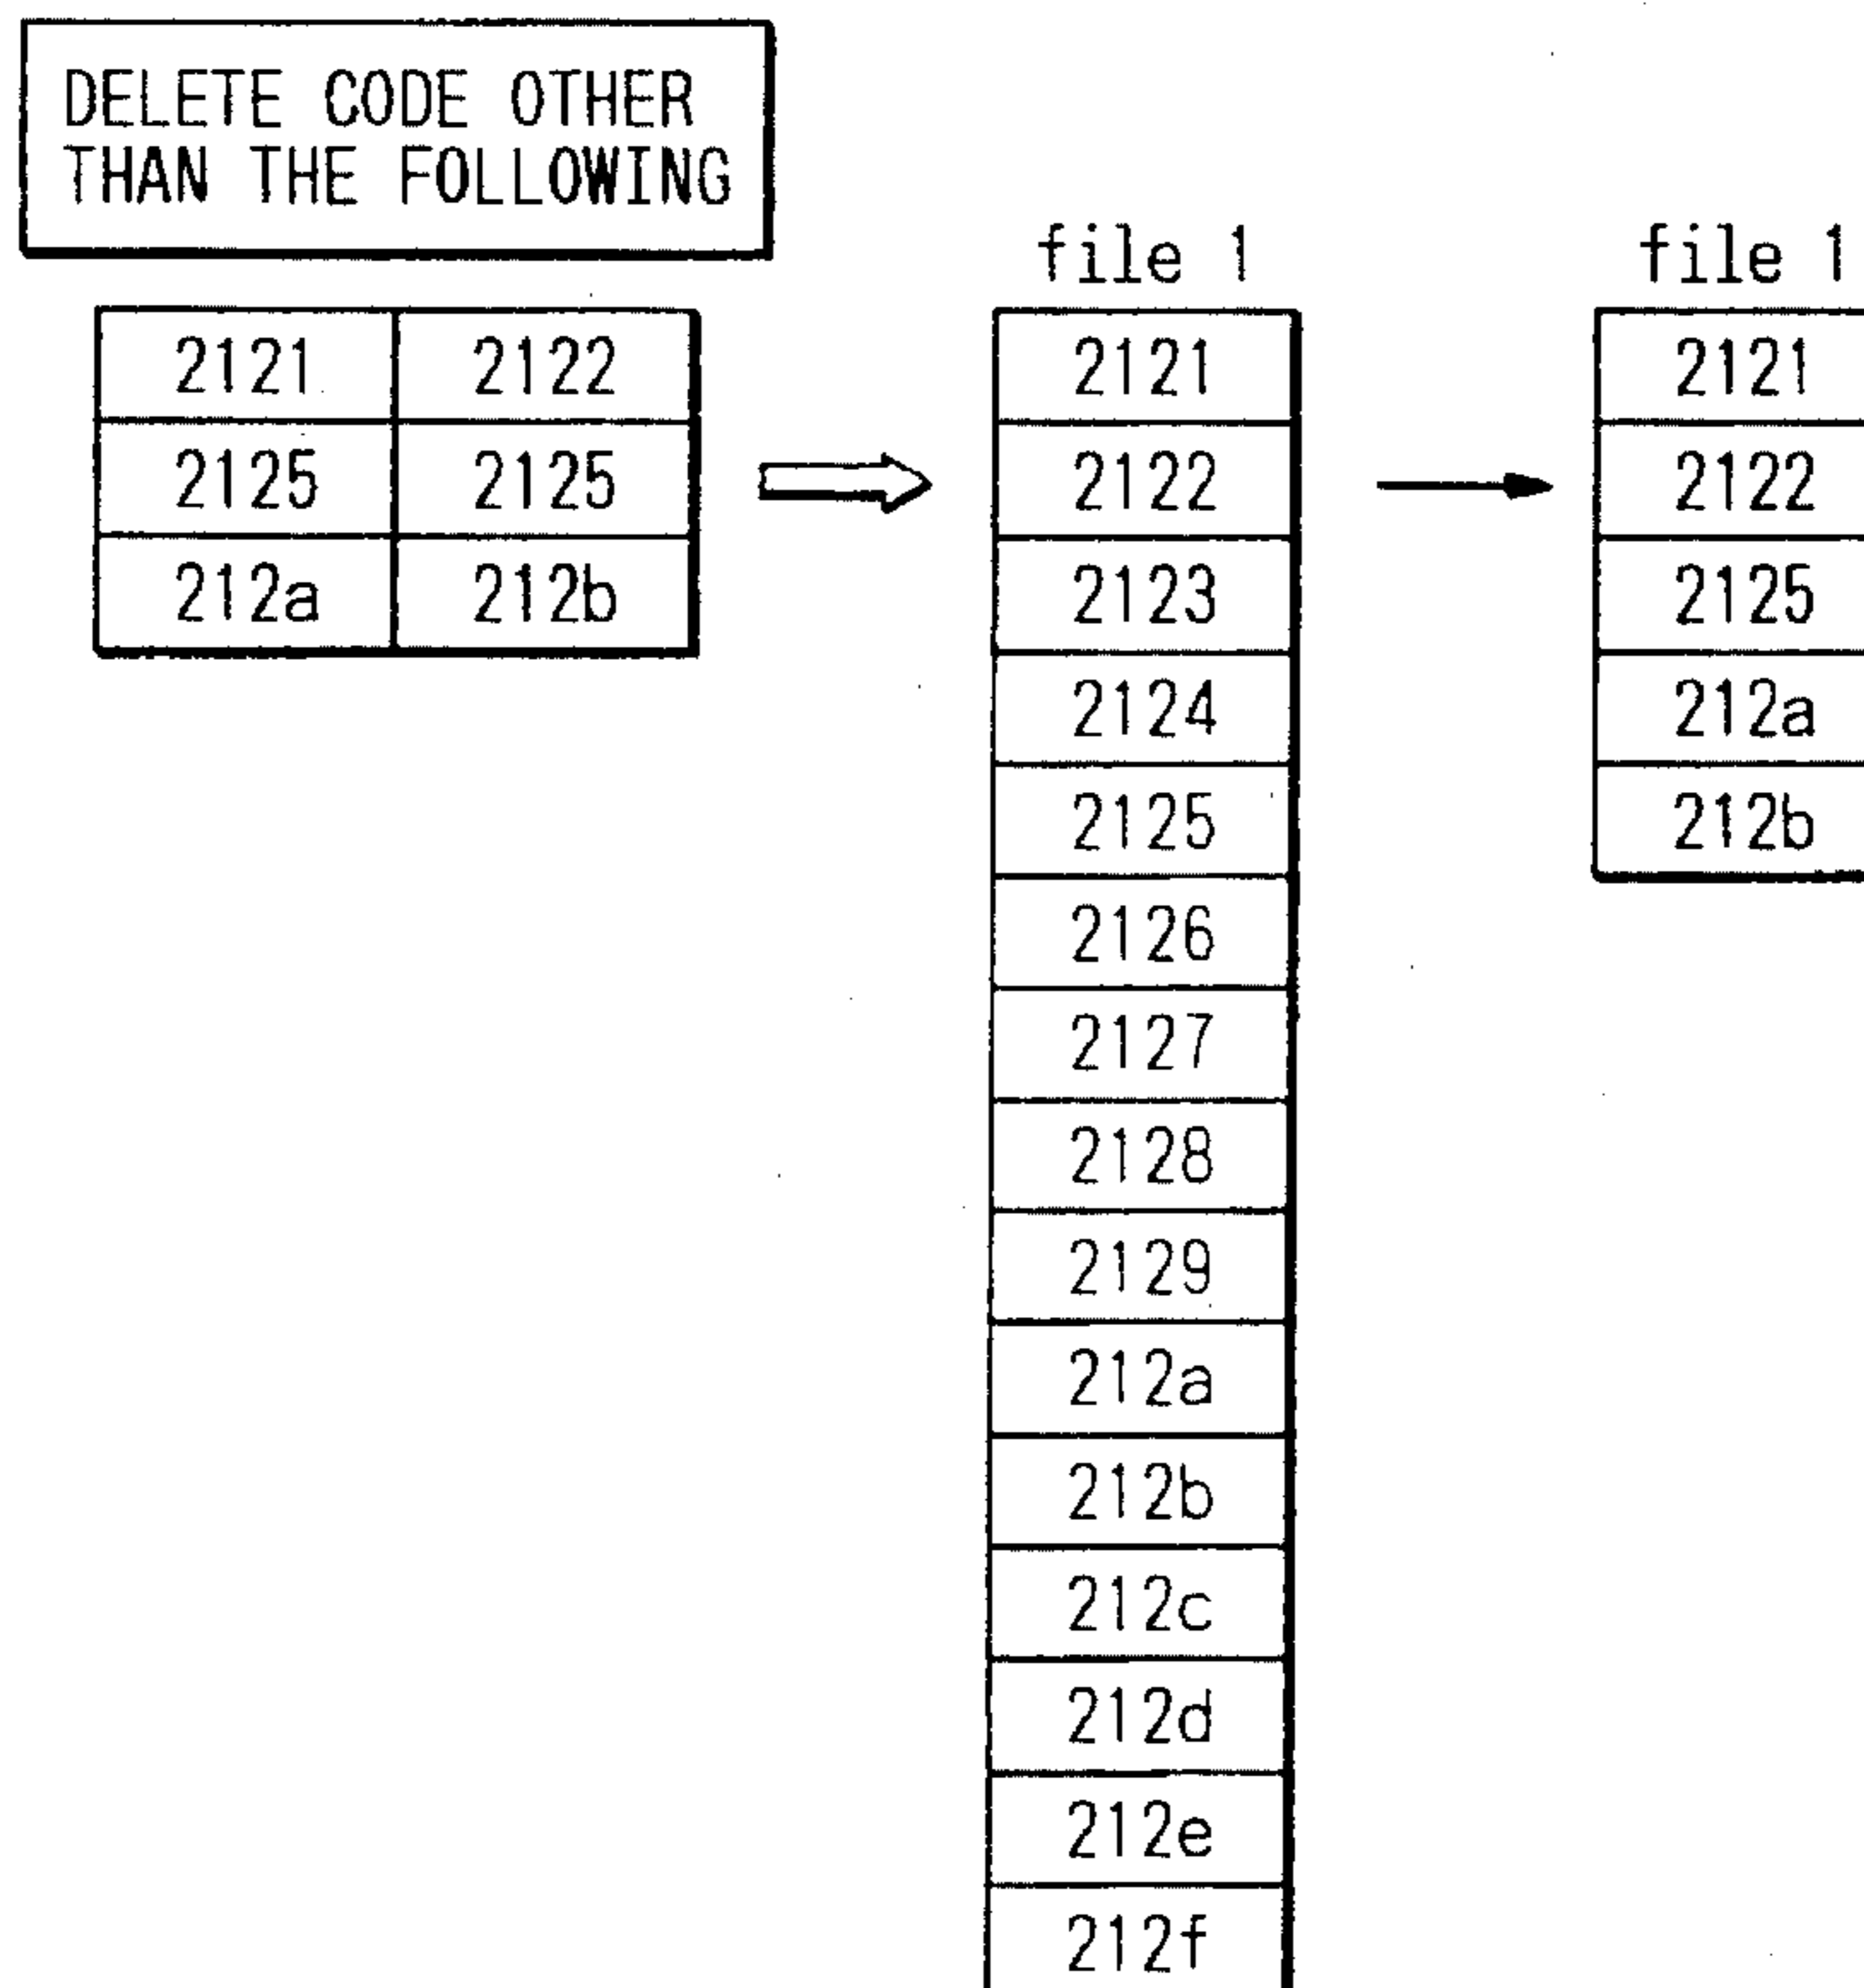 DELETE CODE OTHER
THAN THE FOLLOWING
2121 2122
2125 2125
212a 212b
file 1
2121
2122
2123
2124
2125
2126
2127
2128
2129
212a
212b
212c
212d
212e
212f
file 1
2121
2122
2125
212a
212b